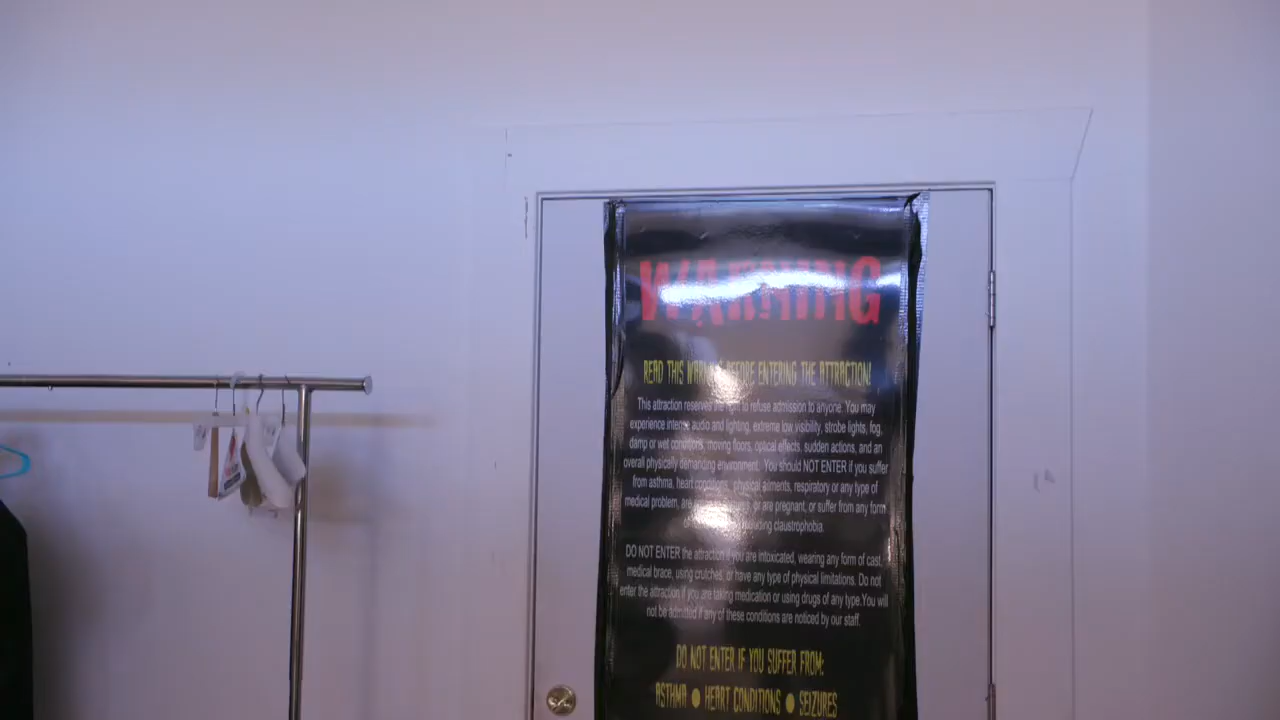 WARNING
READ THIS WARNING BEFORE ENTERING THE ATTRACTION!
This attraction reserves the right to refuse admission to anyone. You may
experience intense audio and lighting, extreme low visibility, strobe lights, fog,
damp or wet conditions, moving floors, optical effects, sudden actions, and an
overall physically demanding environment. You should NOT ENTER if you suffer
from asthma, heart conditions, physical ailments, respiratory or any type of
medical problem, are or are pregnant, or suffer from any form
including claustrophobia.
DO NOT ENTER the attraction if you are intoxicated, wearing any form of cast,
medical brace, using crutches, or have any type of physical limitations. Do not
enter the attraction if you are taking medication or using drugs of any type.You will
not be admitted if any of these conditions are noticed by our staff.
DO NOT ENTER IF YOU SUFFER FROM:
ASTHMA ● HEART CONDITIONS ● SEIZURES